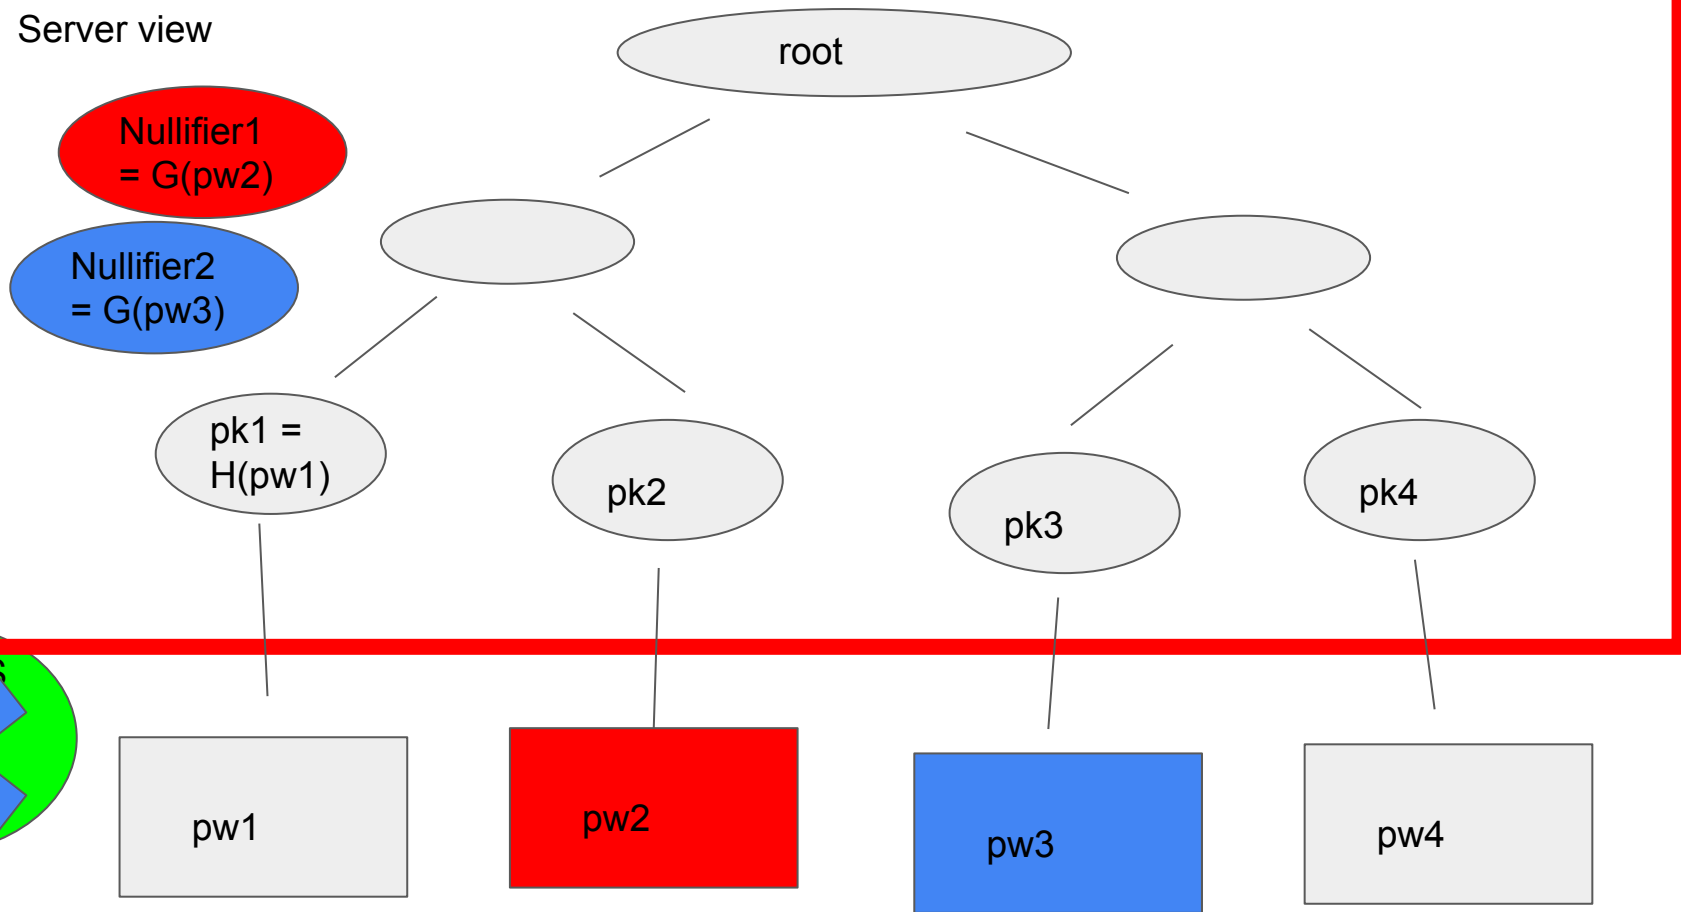 Server view
root
Nullifier1
= G(pw2)
Nullifier2
= G(pw3)
pk1 =
H(pw1)
pk2
pk3
pk4
pw1
pw2
pw3
pw4